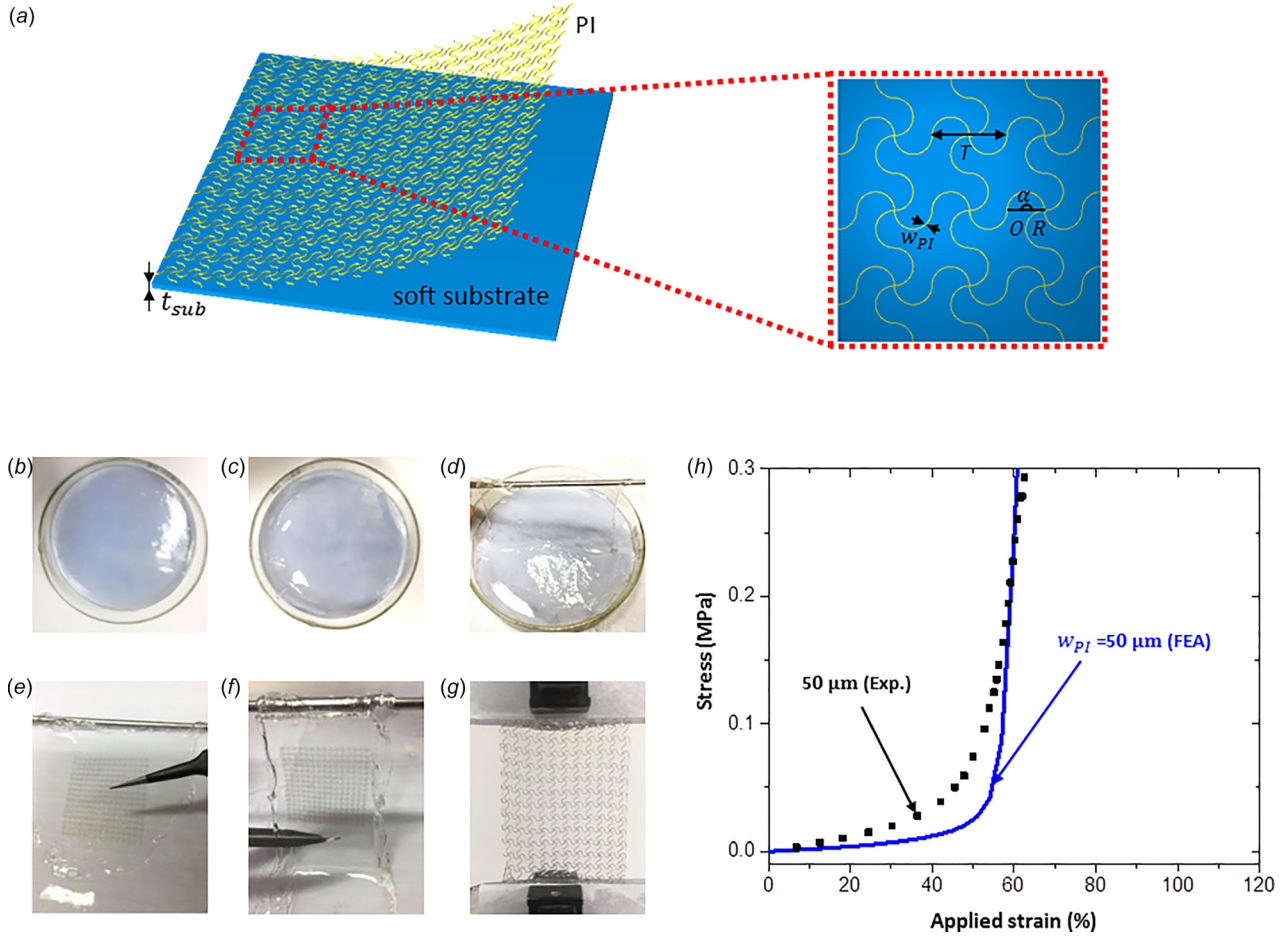 (a)
PI
T
α
O R
w_PI
t_sub
soft substrate
(b)
(c)
(d)
(e)
(f)
(g)
(h)
0.3
0.2
0.1
0.0
Stress (MPa)
w_PI =50 μm (FEA)
50 μm (Exp.)
0
20
40
60
80
100
120
Applied strain (%)